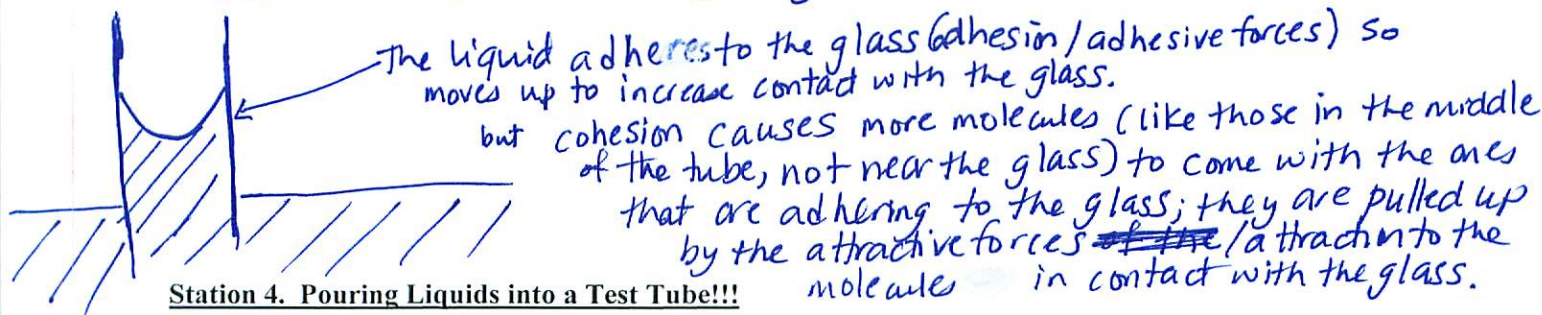 The liquid adheres to the glass (adhesion/adhesive forces) so
moves up to increase contact with the glass.
but cohesion causes more molecules (like those in the middle
of the tube, not near the glass) to come with the ones
that are adhering to the glass; they are pulled up
by the attractive forces /attraction to the
molecules in contact with the glass.
Station 4. Pouring Liquids into a Test Tube!!!